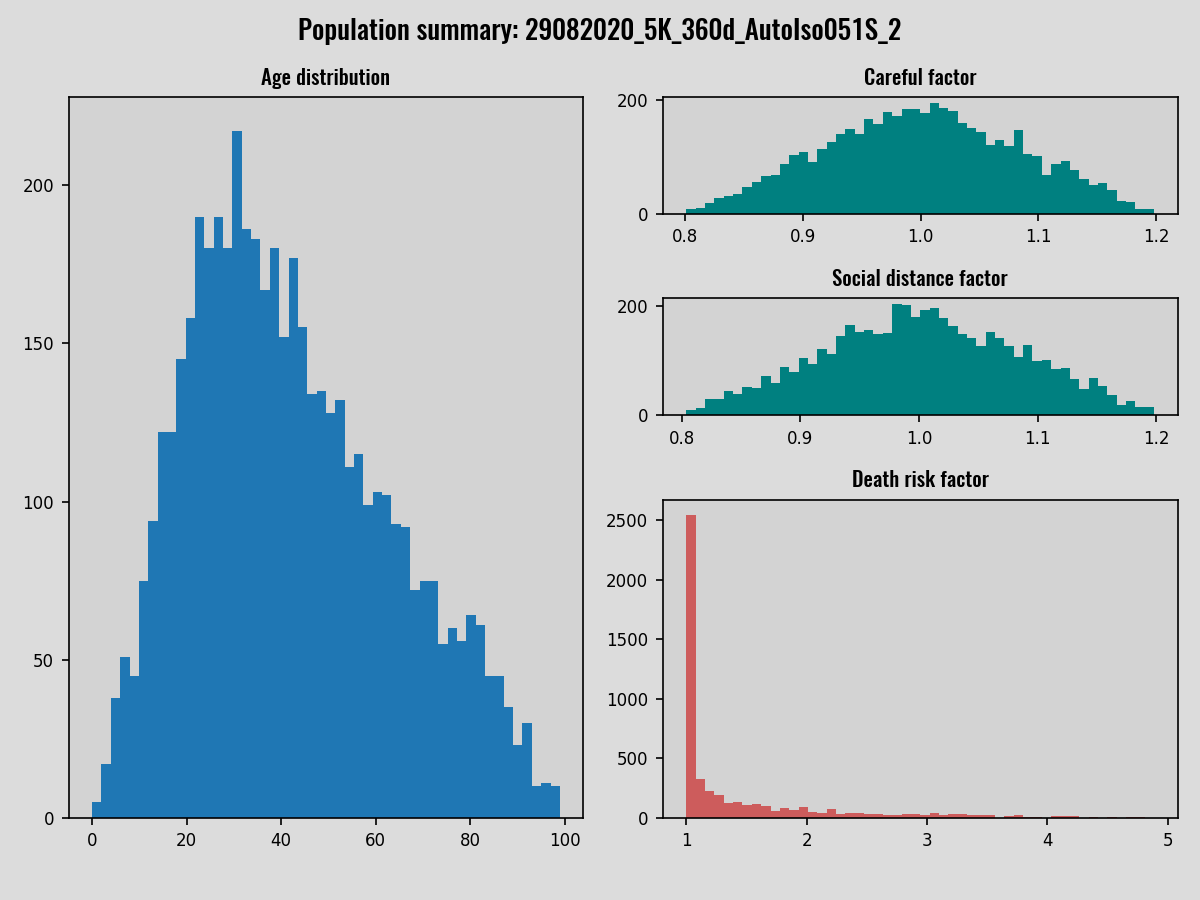 Population summary: 29082020_5K_360d_AutoIso051S_2
Age distribution
200
150
100
50
0
0 20 40 60 80 100
Careful factor
200
0
0.8 0.9 1.0 1.1 1.2
Social distance factor
200
0
0.8 0.9 1.0 1.1 1.2
Death risk factor
2500
2000
1500
1000
500
0
1 2 3 4 5